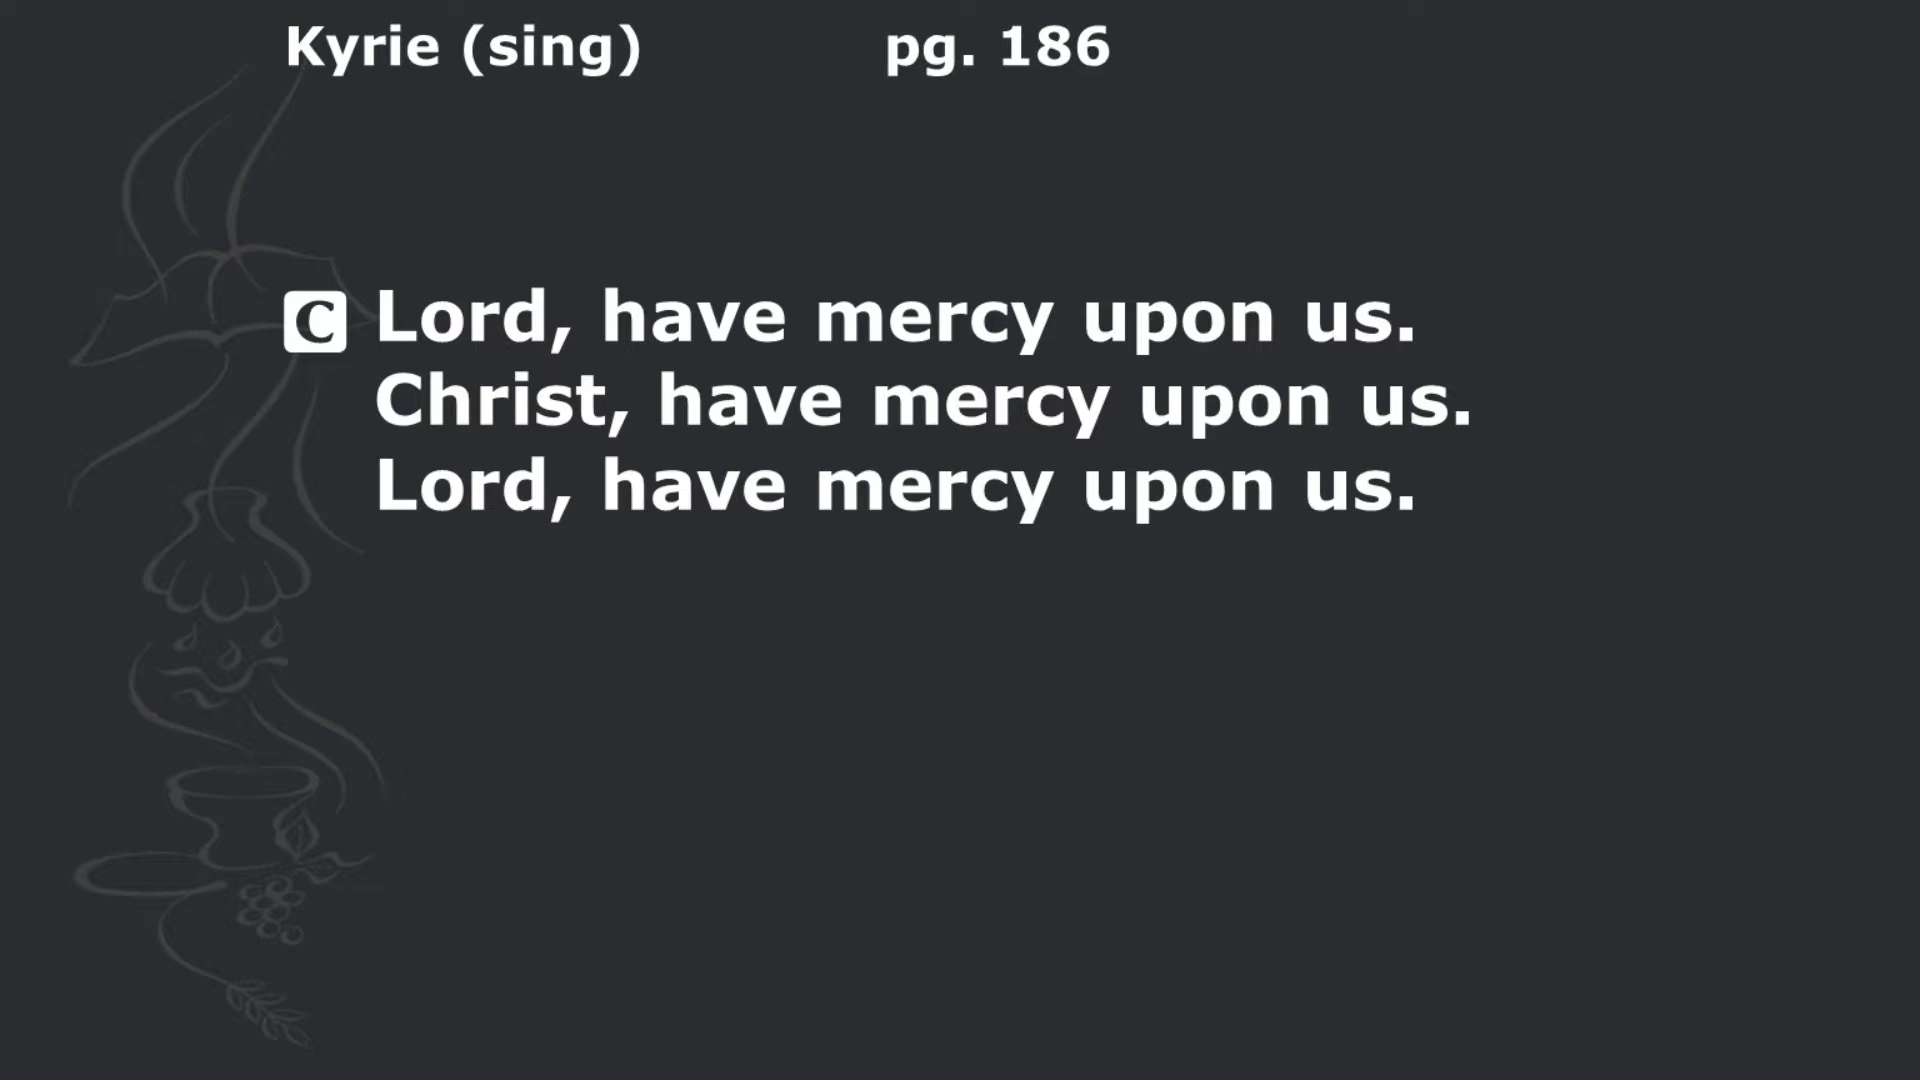 Kyrie (sing) pg. 186
C Lord, have mercy upon us.
Christ, have mercy upon us.
Lord, have mercy upon us.